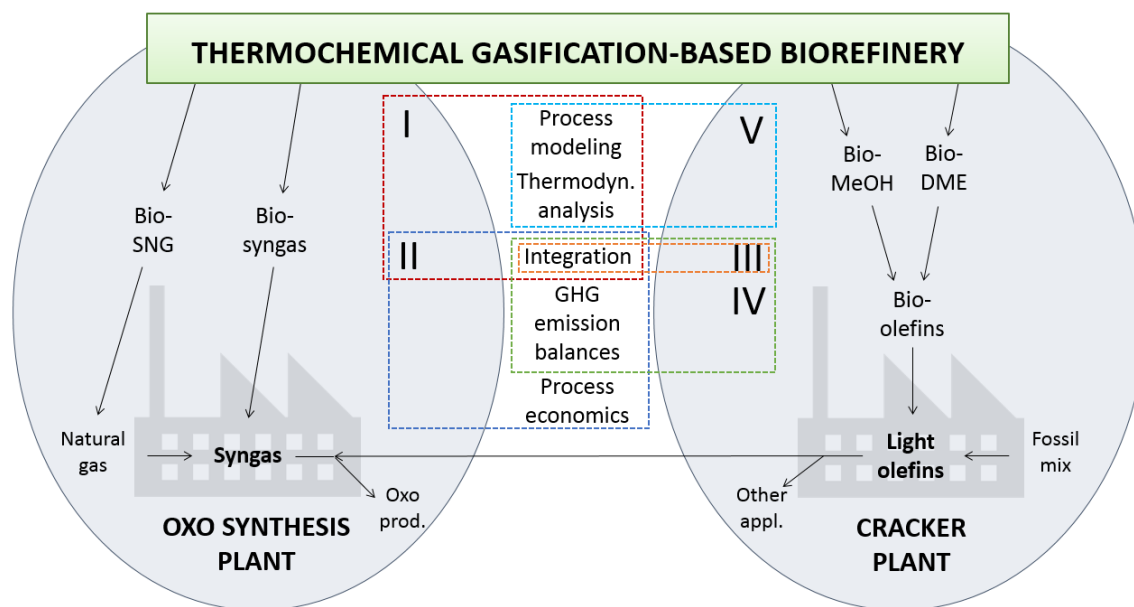 THERMOCHEMICAL GASIFICATION-BASED BIOREFINERY
I
Process
modeling
Thermodyn.
analysis
V
II
Integration
III
GHG
emission
balances
IV
Process
economics
Bio-
SNG
Bio-
syngas
Natural
gas
Syngas
Oxo
prod.
OXO SYNTHESIS
PLANT
Bio-
MeOH
Bio-
DME
Bio-
olefins
Light
olefins
Fossil
mix
Other
appl.
CRACKER
PLANT